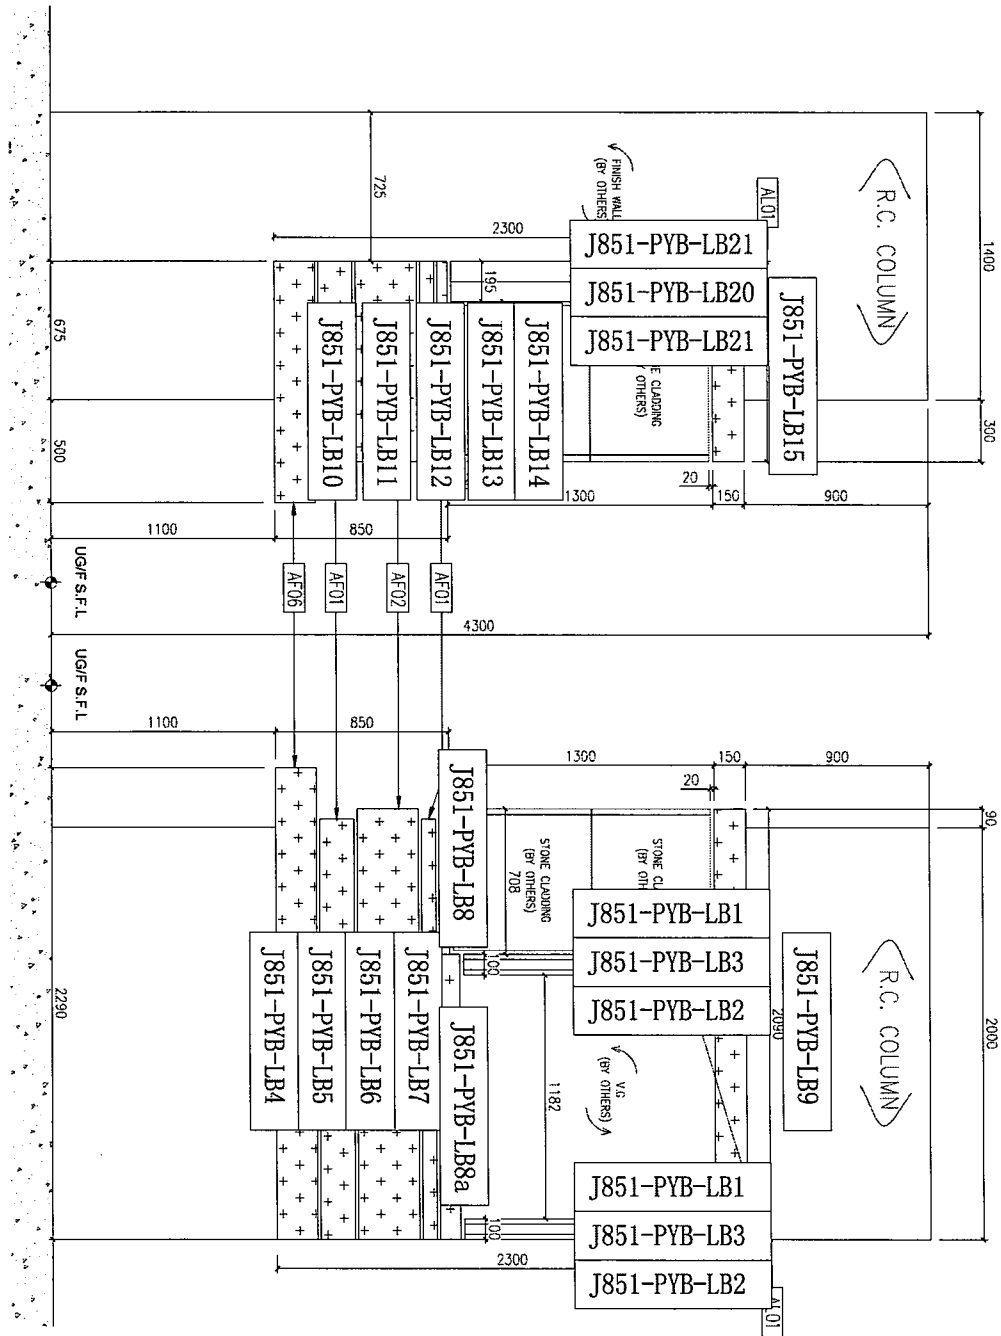 R.C. COLUMN
1400
300
725
FINISH WALL
(BY OTHERS)
AL01
2300
195
J851-PYB-LB21
J851-PYB-LB20
J851-PYB-LB21
J851-PYB-LB15
J851-PYB-LB14
J851-PYB-LB13
J851-PYB-LB12
J851-PYB-LB11
J851-PYB-LB10
E CLADDING
OTHERS)
675
500
20
1300
150
900
1100
850
UG/F S.F.L
AF06
AF01
AF02
AF01
4300
UG/F S.F.L
1100
850
1300
150
900
20
90
2000
R.C. COLUMN
J851-PYB-LB8
STONE CLADDING
(BY OTHERS)
708
STONE CL
(BY OTH
J851-PYB-LB1
J851-PYB-LB3
J851-PYB-LB2
J851-PYB-LB9
2090
100
J851-PYB-LB7
J851-PYB-LB6
J851-PYB-LB5
J851-PYB-LB4
J851-PYB-LB8a
2290
1182
V.G
(BY OTHERS)
J851-PYB-LB1
J851-PYB-LB3
J851-PYB-LB2
100
2300
AL01